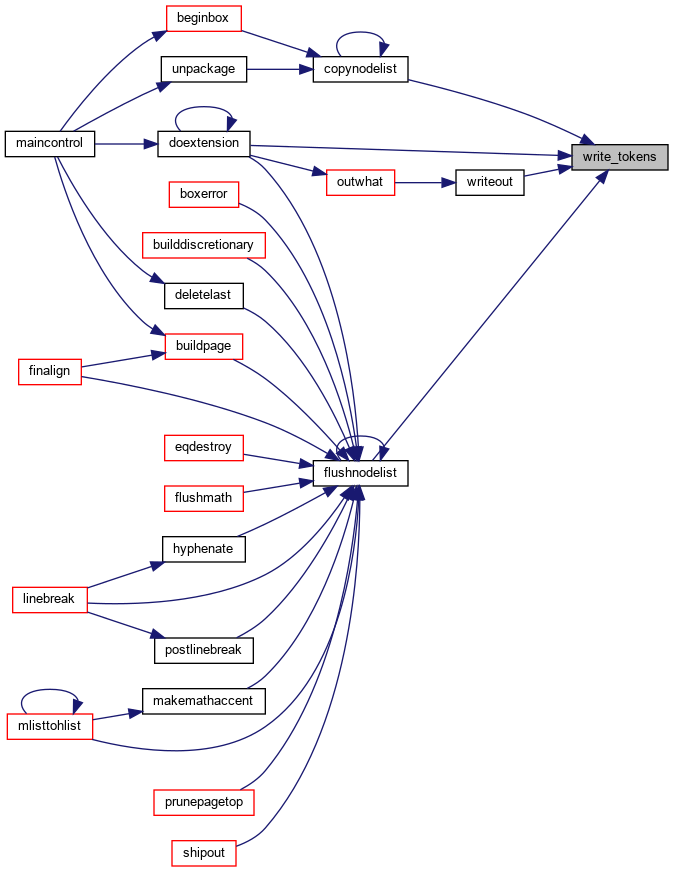 beginbox
unpackage
copynodelist
maincontrol
doextension
write_tokens
boxerror
outwhat
writeout
builddiscretionary
deletelast
buildpage
finalign
eqdestroy
flushnodelist
flushmath
hyphenate
linebreak
postlinebreak
makemathaccent
mlisttohlist
prunepagetop
shipout